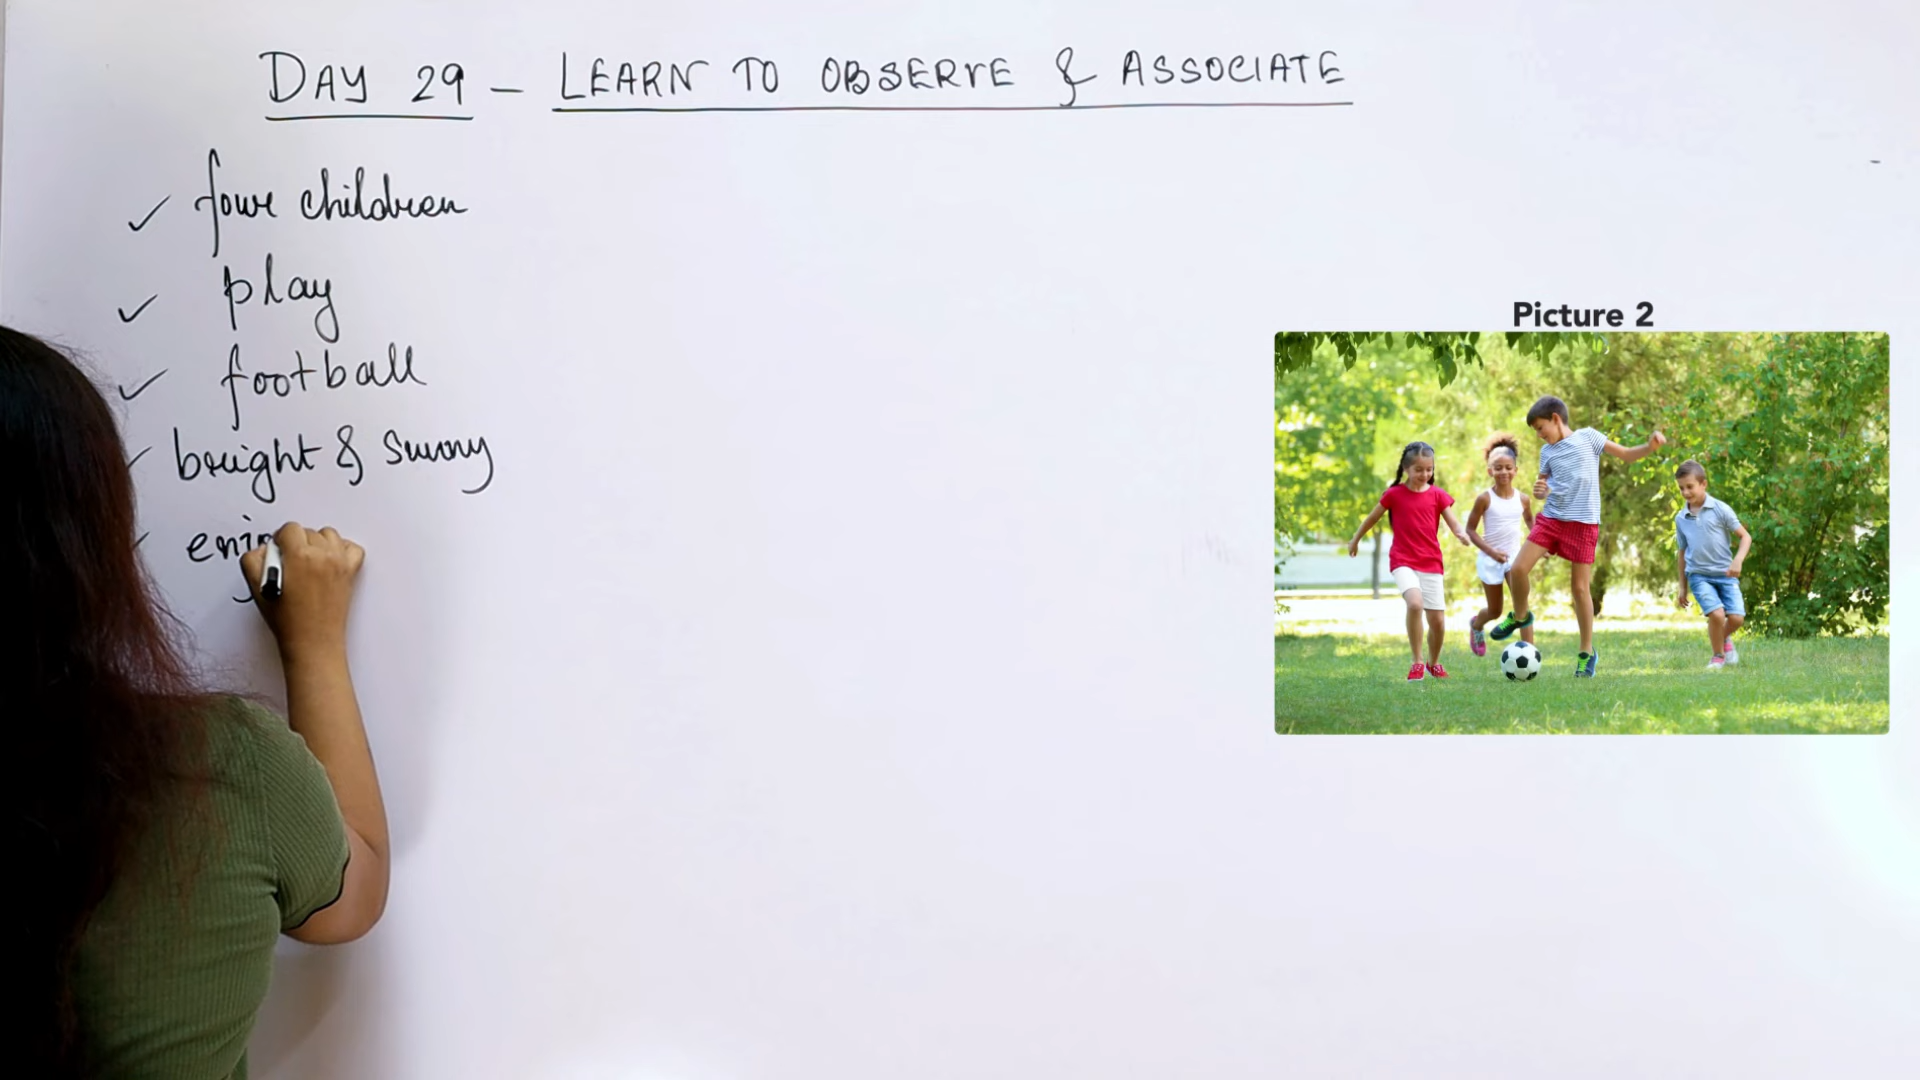 DAY 29 - LEARN TO OBSERVE & ASSOCIATE
✓ four children
✓ play
✓ football
✓ bright & sunny
Picture 2